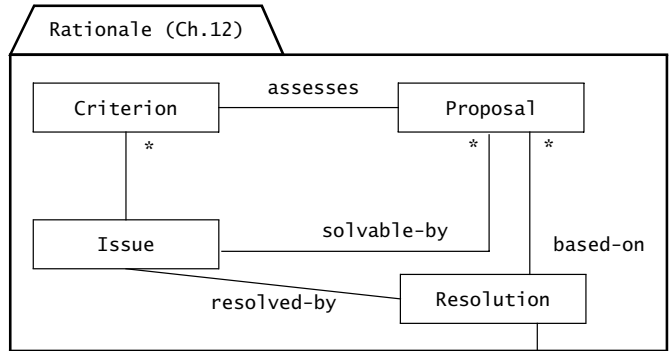 Rationale (Ch.12)
assesses
Criterion
Proposal
*
*
*
solvable-by
Issue
based-on
resolved-by
Resolution